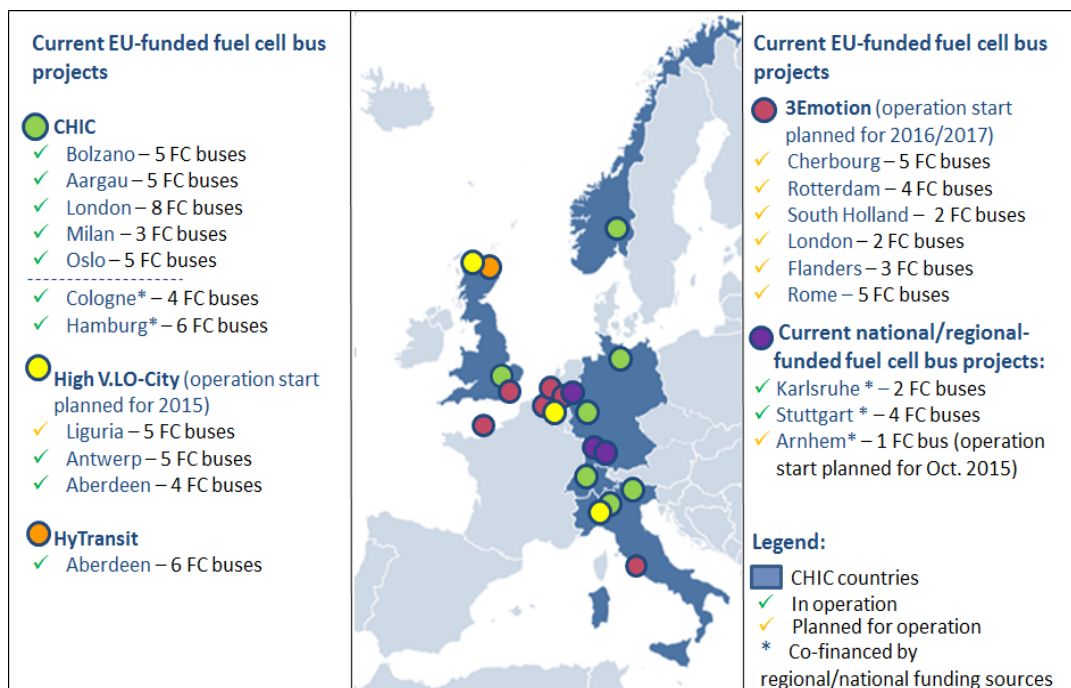 Current EU-funded fuel cell bus
projects
CHIC
✓ Bolzano – 5 FC buses
✓ Aargau – 5 FC buses
✓ London – 8 FC buses
✓ Milan – 3 FC buses
✓ Oslo – 5 FC buses
✓ Cologne* – 4 FC buses
✓ Hamburg* – 6 FC buses
High V.LO-City (operation start
planned for 2015)
✓ Liguria – 5 FC buses
✓ Antwerp – 5 FC buses
✓ Aberdeen – 4 FC buses
HyTransit
✓ Aberdeen – 6 FC buses
Current EU-funded fuel cell bus
projects
3Emotion (operation start
planned for 2016/2017)
✓ Cherbourg – 5 FC buses
✓ Rotterdam – 4 FC buses
✓ South Holland – 2 FC buses
✓ London – 2 FC buses
✓ Flanders – 3 FC buses
✓ Rome – 5 FC buses
Current national/regional-
funded fuel cell bus projects:
✓ Karlsruhe * – 2 FC buses
✓ Stuttgart * – 4 FC buses
✓ Arnhem* – 1 FC bus (operation
start planned for Oct. 2015)
Legend:
CHIC countries
✓ In operation
✓ Planned for operation
* Co-financed by
regional/national funding sources